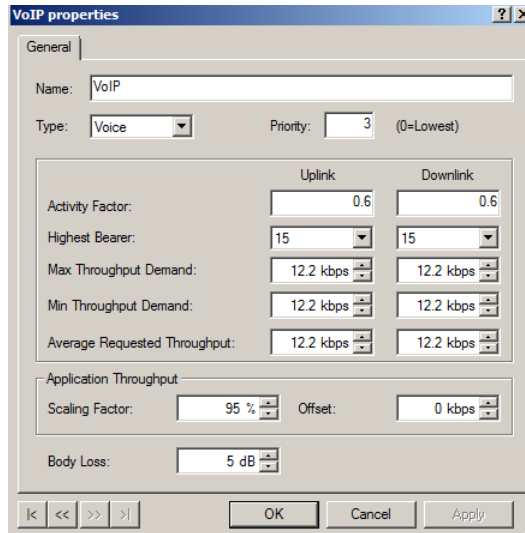 VoIP properties
General
Name: VoIP
Type: Voice Priority: 3 (0=Lowest)
Uplink Downlink
Activity Factor: 0.6 0.6
Highest Bearer: 15 15
Max Throughput Demand: 12.2 kbps 12.2 kbps
Min Throughput Demand: 12.2 kbps 12.2 kbps
Average Requested Throughput: 12.2 kbps 12.2 kbps
Application Throughput
Scaling Factor: 95 % Offset: 0 kbps
Body Loss: 5 dB
|< << >> >| OK Cancel Apply